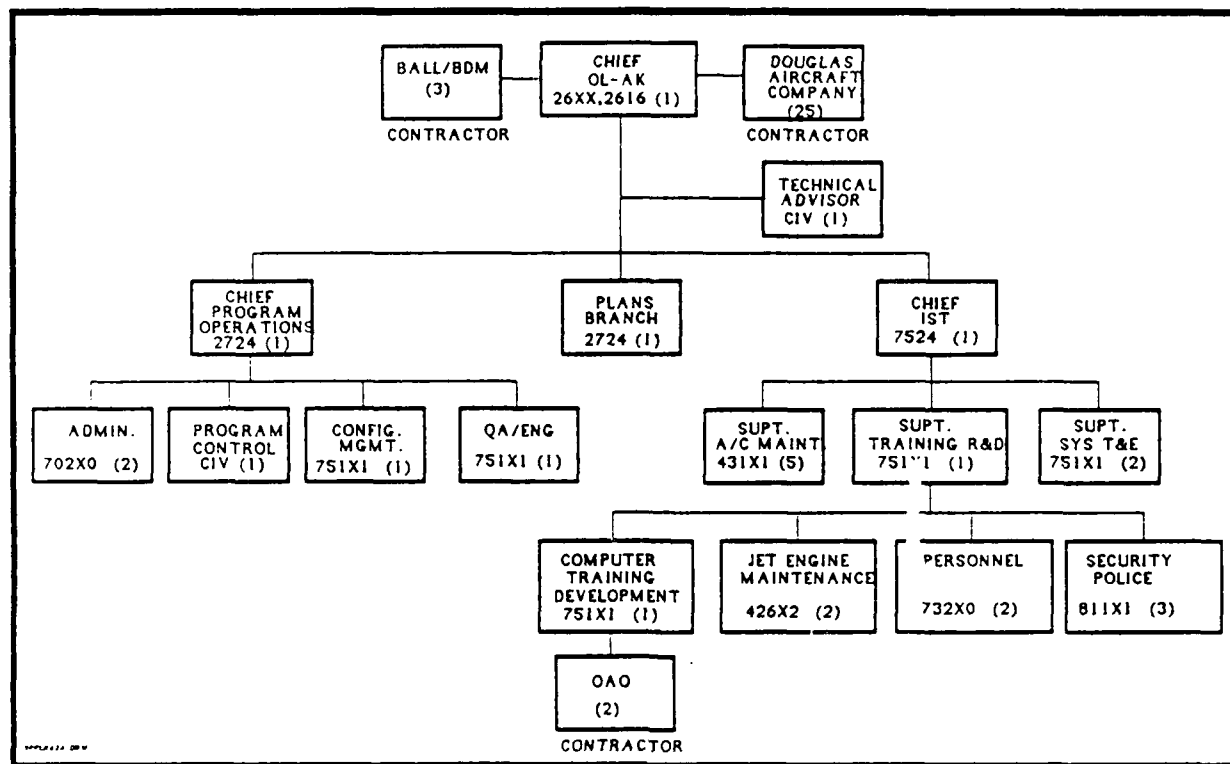 BALL/BDM
(3)
CONTRACTOR
CHIEF
OL-AK
26XX,2616 (1)
DOUGLAS
AIRCRAFT
COMPANY
(25)
CONTRACTOR
TECHNICAL
ADVISOR
CIV (1)
CHIEF
PROGRAM
OPERATIONS
2724 (1)
PLANS
BRANCH
2724 (1)
CHIEF
IST
7524 (1)
ADMIN.
702X0 (2)
PROGRAM
CONTROL
CIV (1)
CONFIG.
MGMT.
751X1 (1)
QA/ENG
751X1 (1)
SUPT.
A/C MAINT.
431X1 (5)
SUPT.
TRAINING R&D
(1)
SUPT.
SYS T&E
751X1 (2)
COMPUTER
TRAINING
DEVELOPMENT
751X1 (1)
JET ENGINE
MAINTENANCE
426X2 (2)
PERSONNEL
732X0 (2)
SECURITY
POLICE
811X1 (3)
OAO
(2)
CONTRACTOR